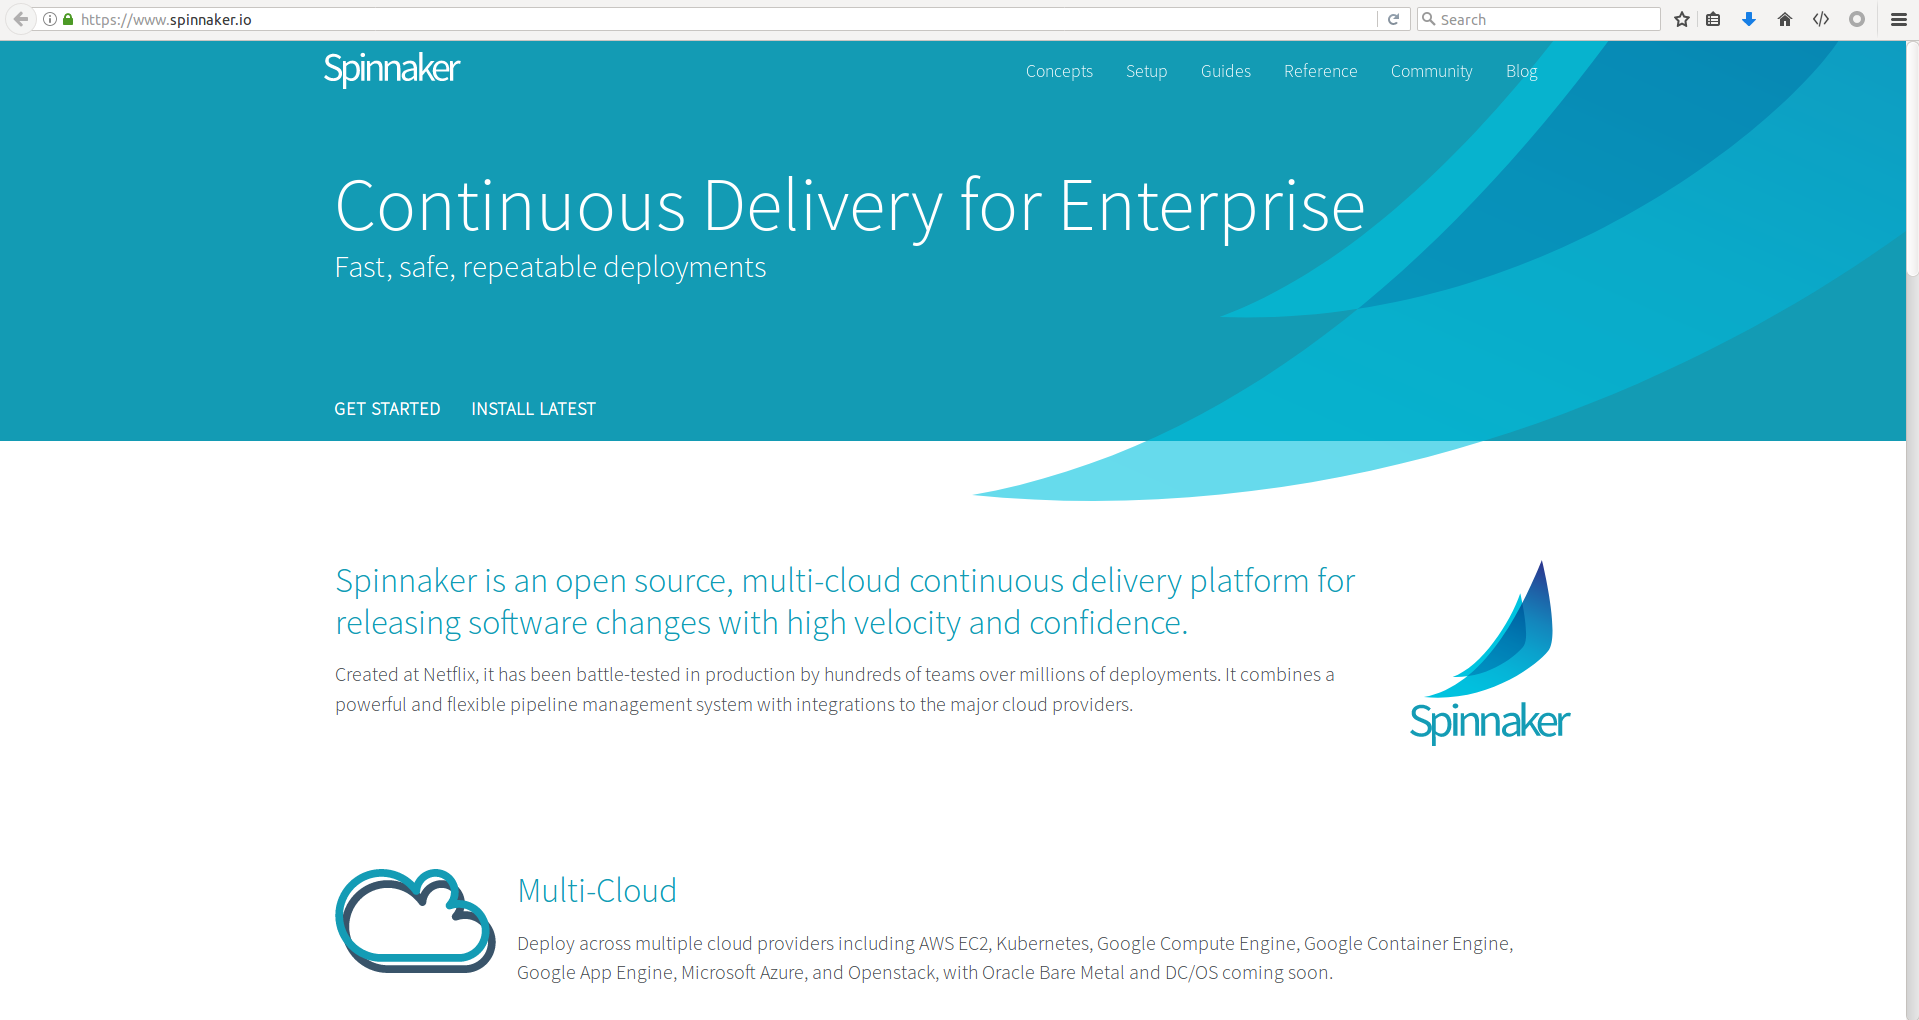 https://www.spinnaker.io
Search
Spinnaker
Concepts Setup Guides Reference Community Blog
Continuous Delivery for Enterprise
Fast, safe, repeatable deployments
GET STARTED INSTALL LATEST
Spinnaker is an open source, multi-cloud continuous delivery platform for
releasing software changes with high velocity and confidence.
Created at Netflix, it has been battle-tested in production by hundreds of teams over millions of deployments. It combines a
powerful and flexible pipeline management system with integrations to the major cloud providers.
Spinnaker
Multi-Cloud
Deploy across multiple cloud providers including AWS EC2, Kubernetes, Google Compute Engine, Google Container Engine,
Google App Engine, Microsoft Azure, and Openstack, with Oracle Bare Metal and DC/OS coming soon.